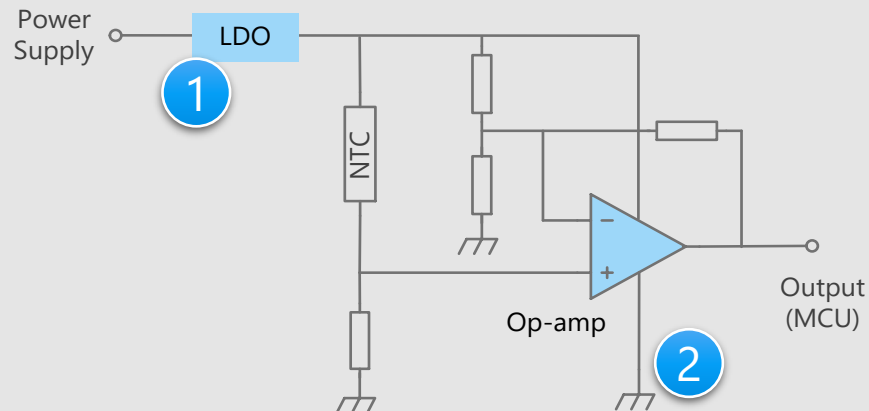 Power
Supply
LDO
1
NTC
−
+
Op-amp
Output
(MCU)
2